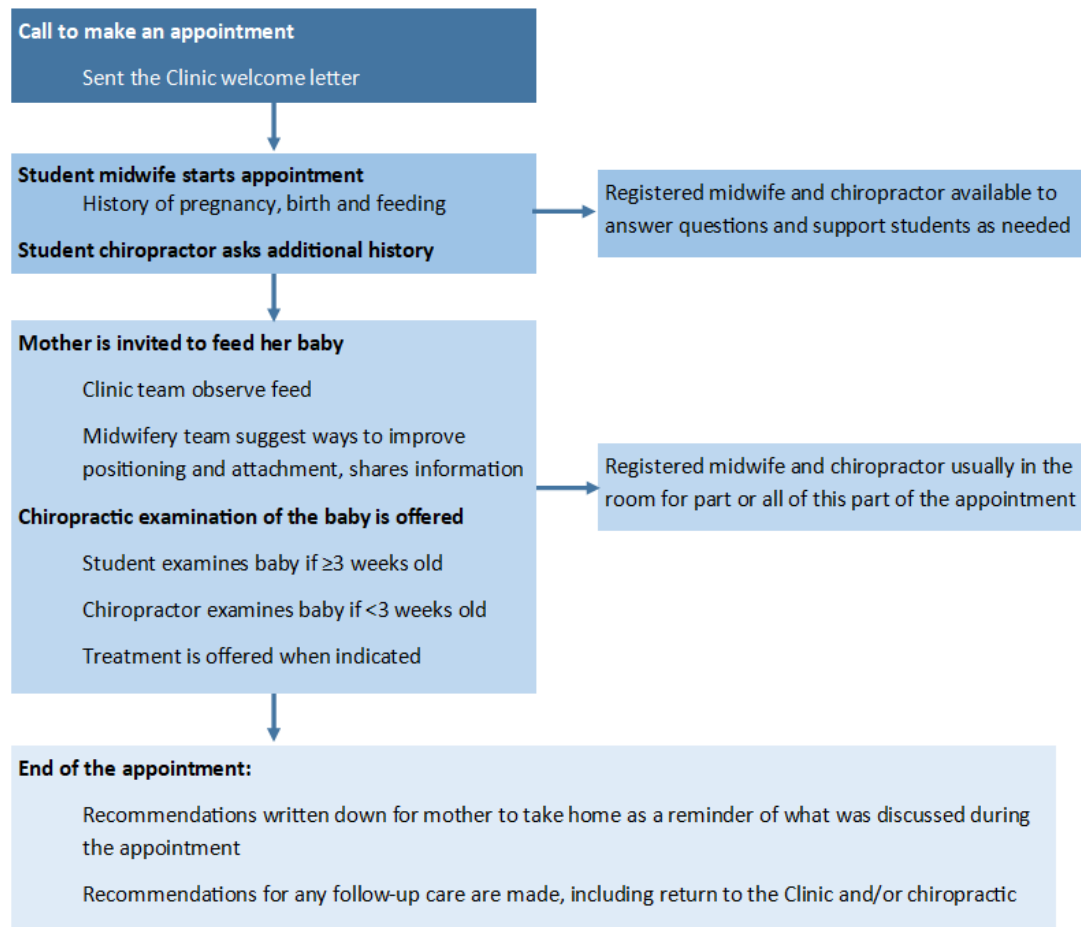 Call to make an appointment
Sent the Clinic welcome letter
Student midwife starts appointment
History of pregnancy, birth and feeding
Student chiropractor asks additional history
Registered midwife and chiropractor available to
answer questions and support students as needed
Mother is invited to feed her baby
Clinic team observe feed
Midwifery team suggest ways to improve
positioning and attachment, shares information
Chiropractic examination of the baby is offered
Student examines baby if ≥3 weeks old
Chiropractor examines baby if <3 weeks old
Treatment is offered when indicated
Registered midwife and chiropractor usually in the
room for part or all of this part of the appointment
End of the appointment:
Recommendations written down for mother to take home as a reminder of what was discussed during
the appointment
Recommendations for any follow-up care are made, including return to the Clinic and/or chiropractic